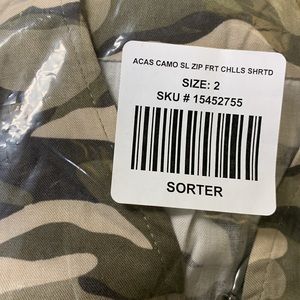 ACAS CAMO SL ZIP FRT CHLLS SHRTD
SIZE: 2
SKU # 15452755
SORTER